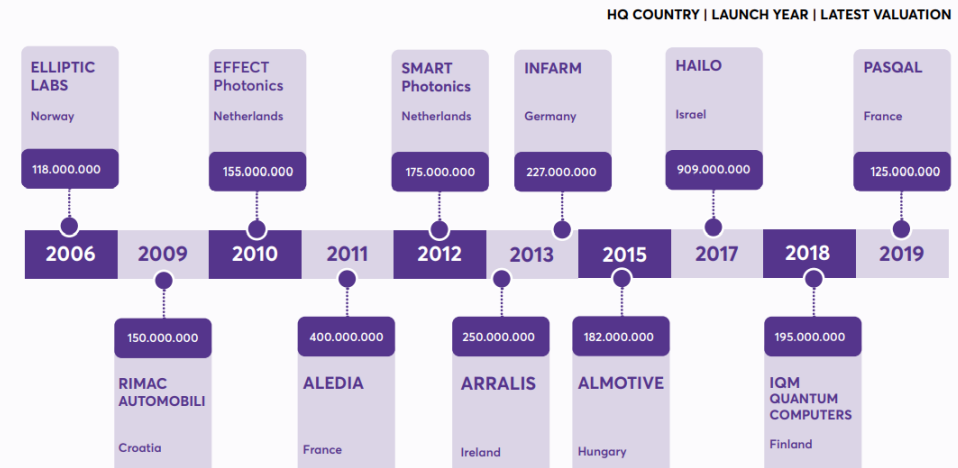 HQ COUNTRY | LAUNCH YEAR | LATEST VALUATION
ELLIPTIC
LABS
Norway
118.000.000
EFFECT
Photonics
Netherlands
155.000.000
SMART
Photonics
Netherlands
175.000.000
INFARM
Germany
227.000.000
HAILO
Israel
909.000.000
PASQAL
France
125.000.000
2006 2009 2010 2011 2012 2013 2015 2017 2018 2019
150.000.000
RIMAC
AUTOMOBILI
Croatia
400.000.000
ALEDIA
France
250.000.000
ARRALIS
Ireland
182.000.000
ALMOTIVE
Hungary
195.000.000
IQM
QUANTUM
COMPUTERS
Finland